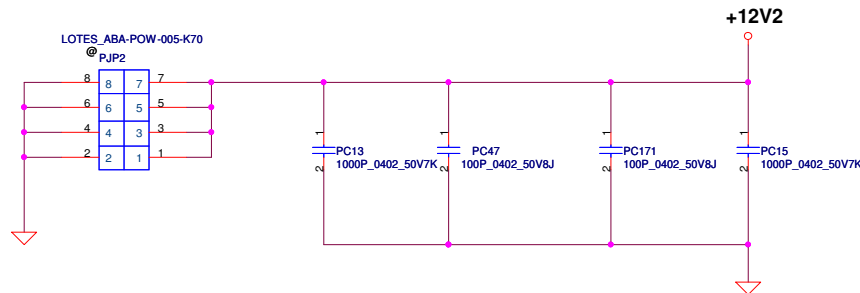 +12V2
LOTES_ABA-POW-005-K70
@
PJP2
8 8 7 7
6 6 5 5
4 4 3 3
2 2 1 1
1 1 1 1
PC13 PC47 PC171 PC15
1000P_0402_50V7K 100P_0402_50V8J 100P_0402_50V8J 1000P_0402_50V7K
2 2 2 2